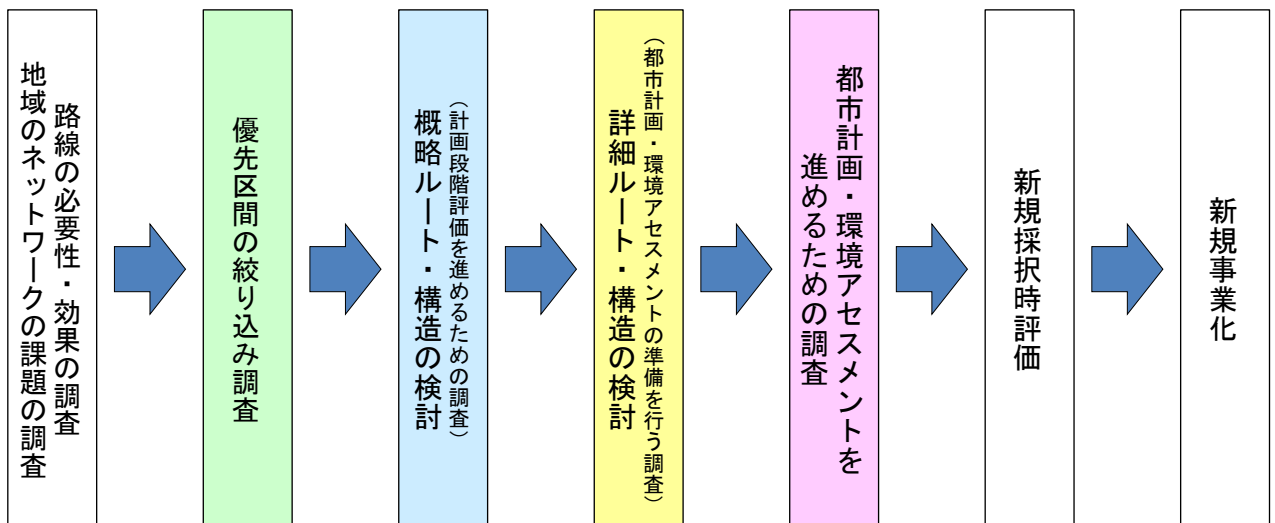 路線の必要性・効果の調査
地域のネットワークの課題の調査
優先区間の絞り込み調査
（計画段階評価を進めるための調査）
概略ルート・構造の検討
（都市計画・環境アセスメントの準備を行う調査）
詳細ルート・構造の検討
都市計画・環境アセスメントを
進めるための調査
新規採択時評価
新規事業化